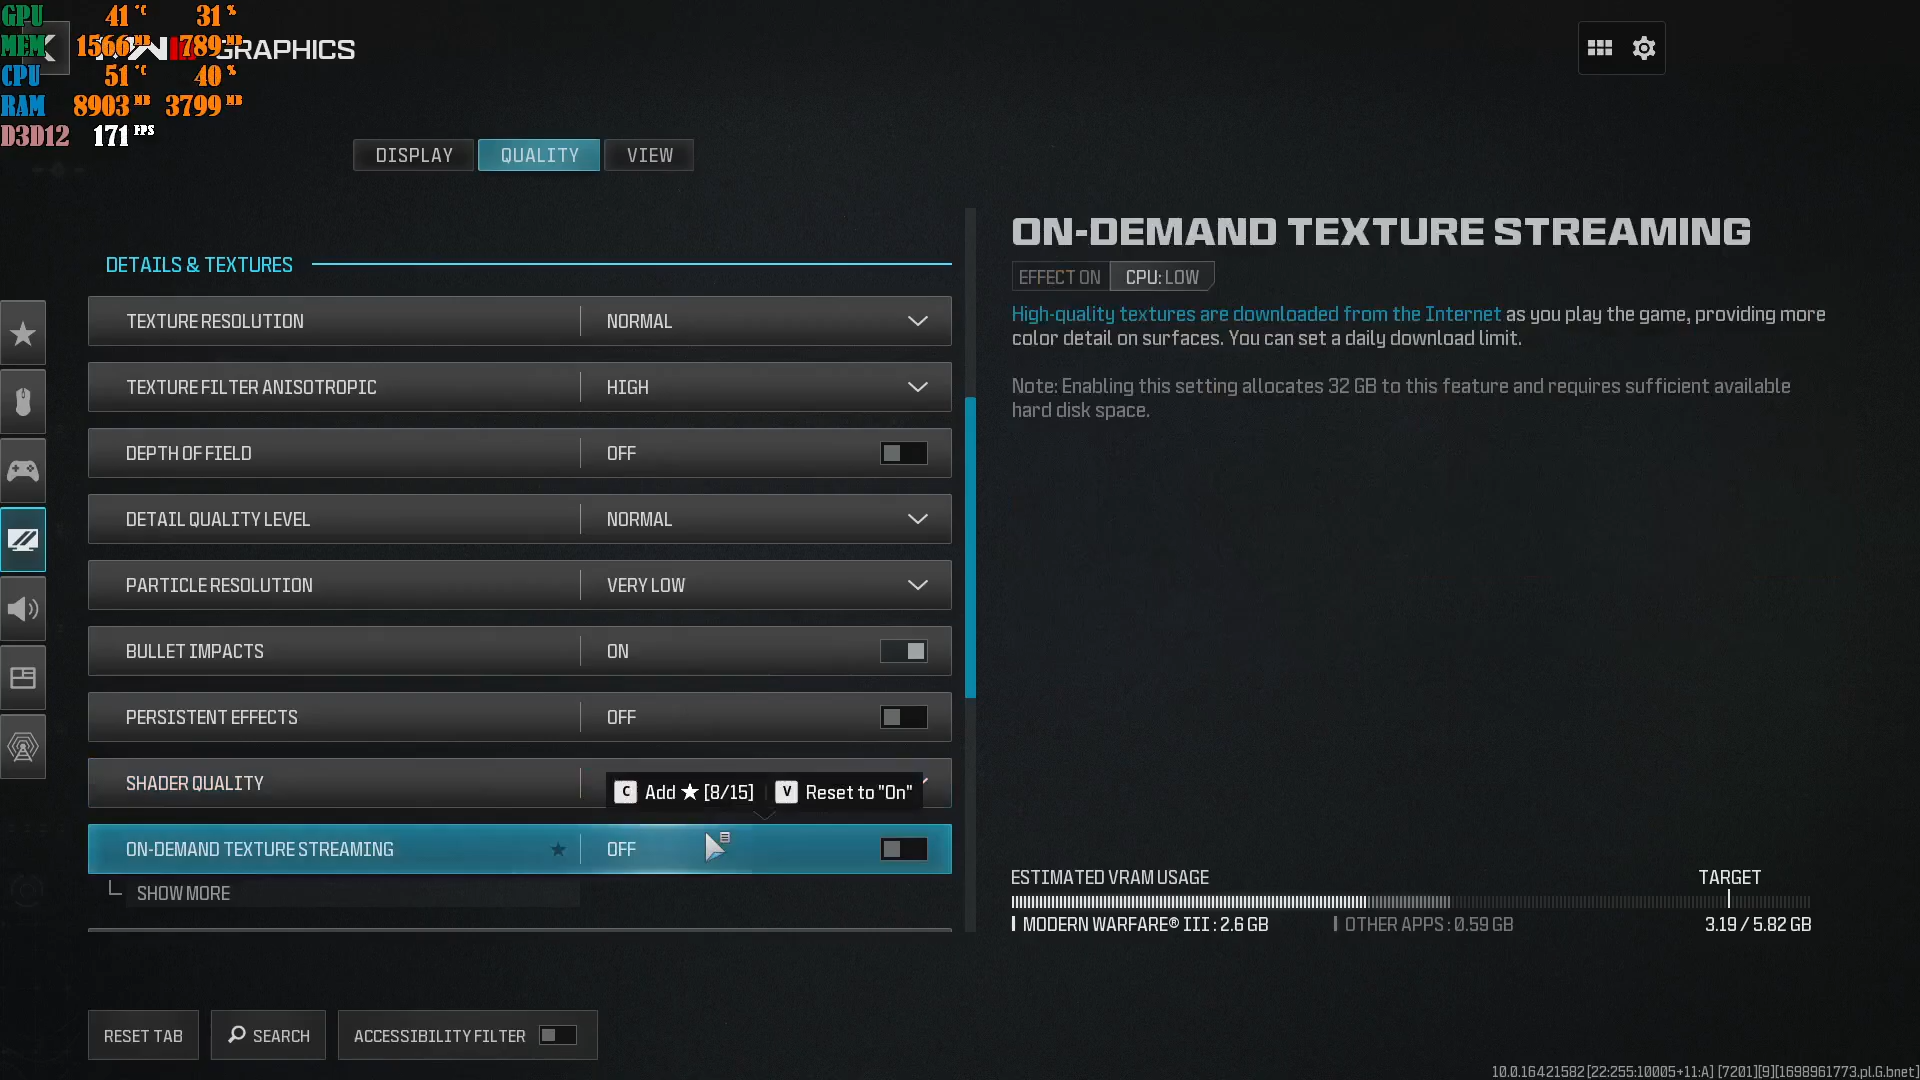 GPU 41 °C 31 %
MEM 1566 MB 789 MB
GRAPHICS
CPU 51 °C 40 %
RAM 8903 MB 3799 MB
D3D12 171 FPS
DISPLAY QUALITY VIEW
DETAILS & TEXTURES
TEXTURE RESOLUTION NORMAL
TEXTURE FILTER ANISOTROPIC HIGH
DEPTH OF FIELD OFF
DETAIL QUALITY LEVEL NORMAL
PARTICLE RESOLUTION VERY LOW
BULLET IMPACTS ON
PERSISTENT EFFECTS OFF
SHADER QUALITY
C Add ★ [8/15] V Reset to "On"
ON-DEMAND TEXTURE STREAMING OFF
SHOW MORE
ON-DEMAND TEXTURE STREAMING
EFFECT ON CPU: LOW
High-quality textures are downloaded from the Internet as you play the game, providing more
color detail on surfaces. You can set a daily download limit.
Note: Enabling this setting allocates 32 GB to this feature and requires sufficient available
hard disk space.
ESTIMATED VRAM USAGE TARGET
MODERN WARFARE® III : 2.6 GB OTHER APPS : 0.59 GB 3.19 / 5.82 GB
RESET TAB SEARCH ACCESSIBILITY FILTER
10.0.16421582 [22:255:10005+11:A] [7201][9][1698961773.pl.G.bnet]